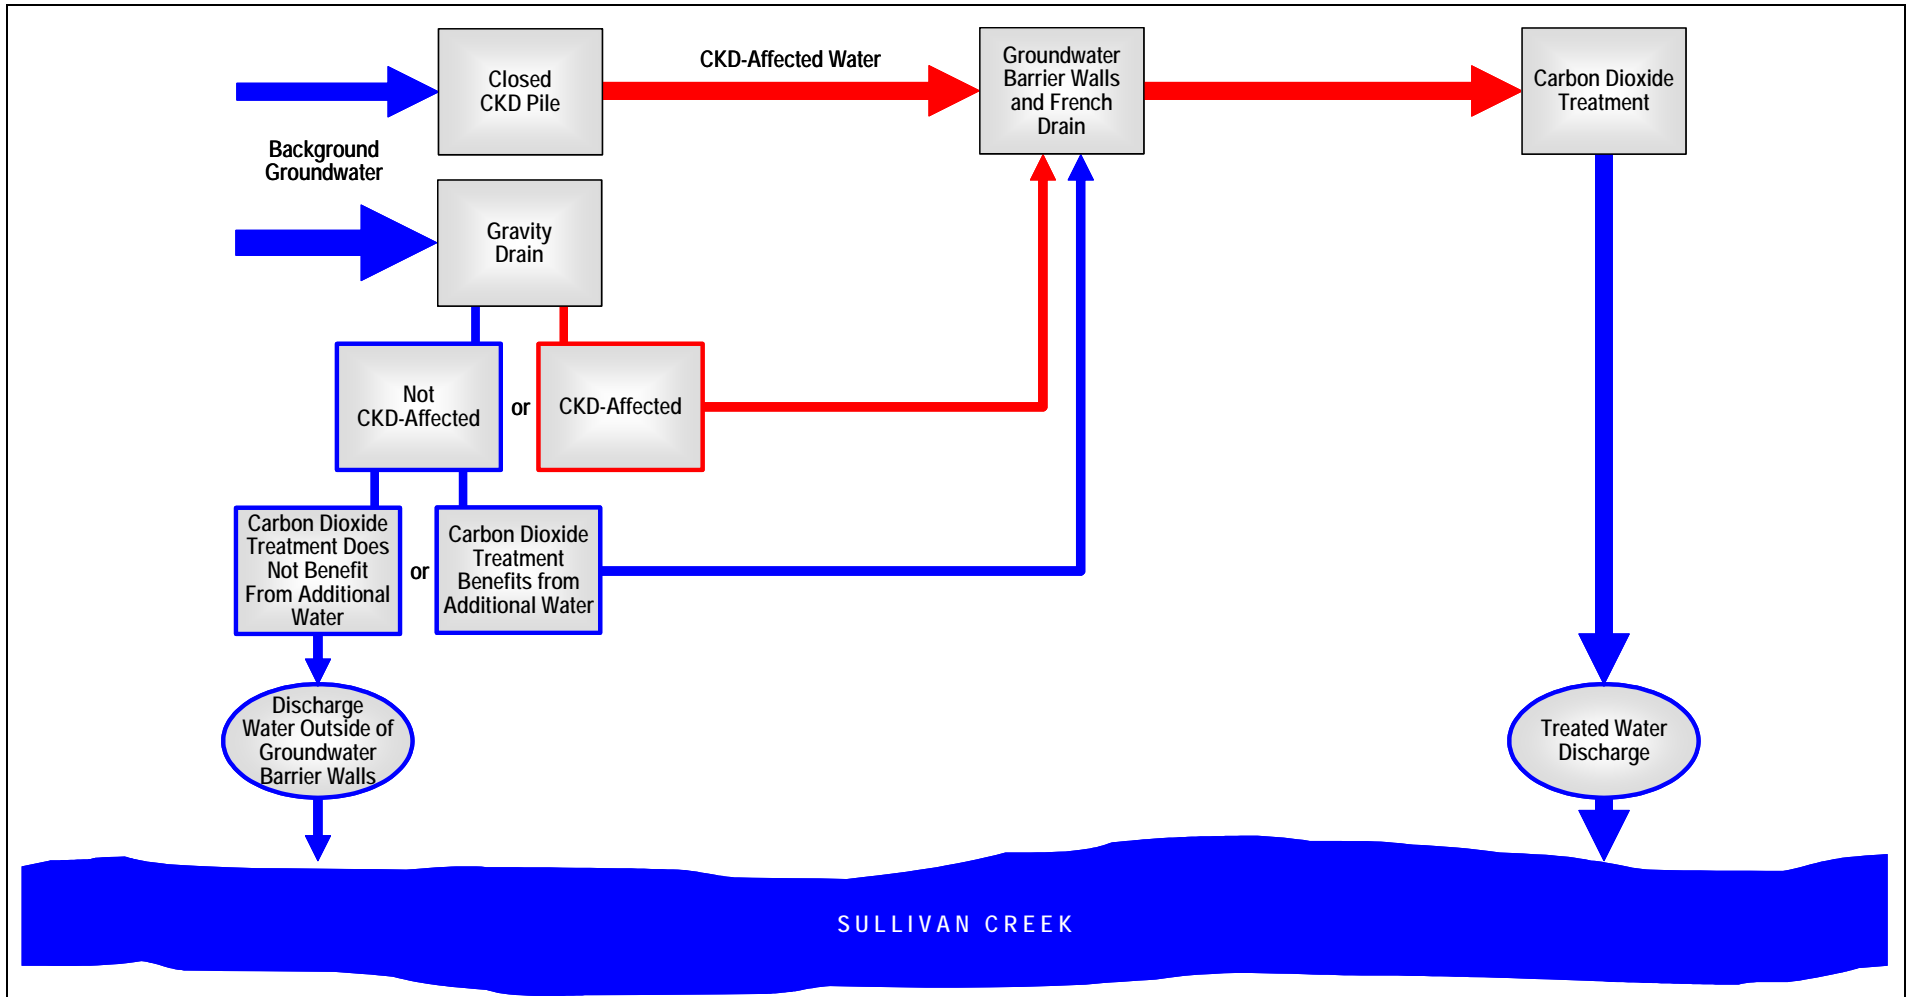 Closed
CKD Pile
CKD-Affected Water
Groundwater
Barrier Walls
and French
Drain
Carbon Dioxide
Treatment
Background
Groundwater
Gravity
Drain
Not
CKD-Affected
or
CKD-Affected
Carbon Dioxide
Treatment Does
Not Benefit
From Additional
Water
or
Carbon Dioxide
Treatment
Benefits from
Additional Water
Discharge
Water Outside of
Groundwater
Barrier Walls
Treated Water
Discharge
SULLIVAN CREEK